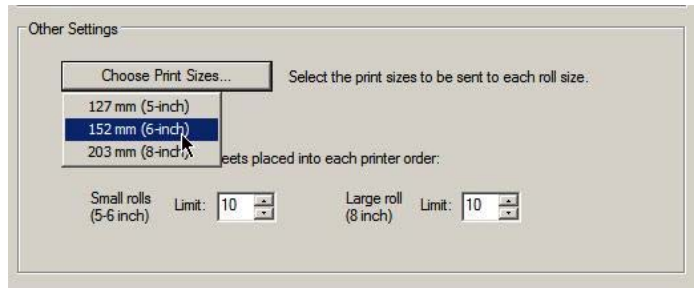 Other Settings
Choose Print Sizes...
Select the print sizes to be sent to each roll size.
127 mm (5-inch)
152 mm (6-inch)
203 mm (8-inch)
eets placed into each printer order:
Small rolls
(5-6 inch)
Limit: 10
Large roll
(8 inch)
Limit: 10